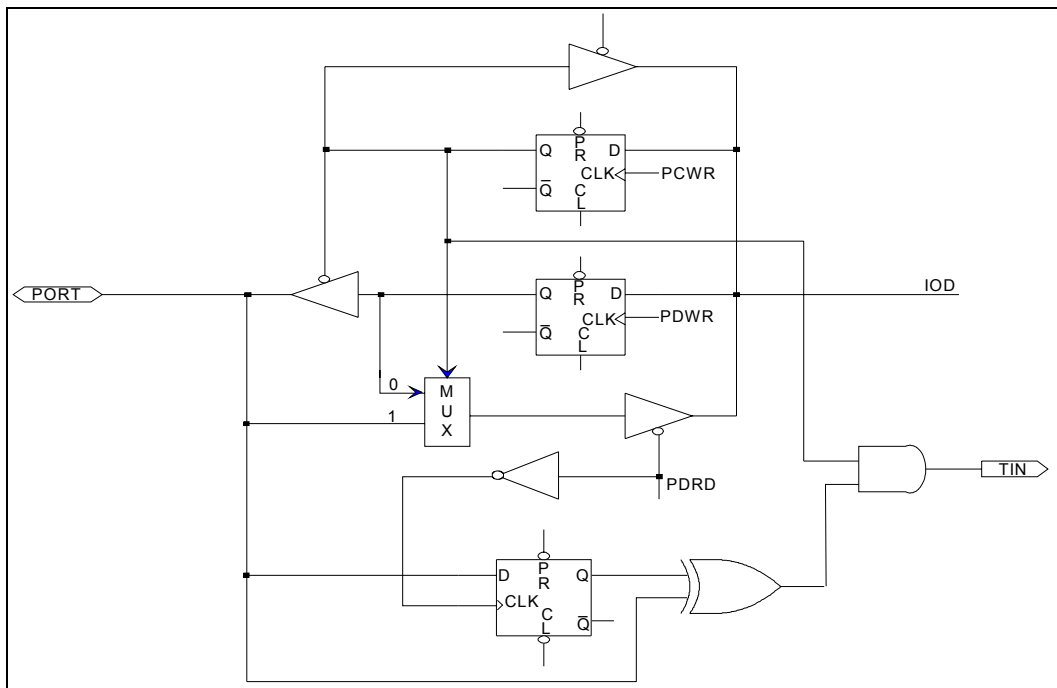 P
Q R D
CLK PCWR
Q C
L
PORT
P
Q R D
IOD
CLK PDWR
Q C
L
0 M
U
1 X
TIN
PDRD
P
D R Q
CLK
C
L Q